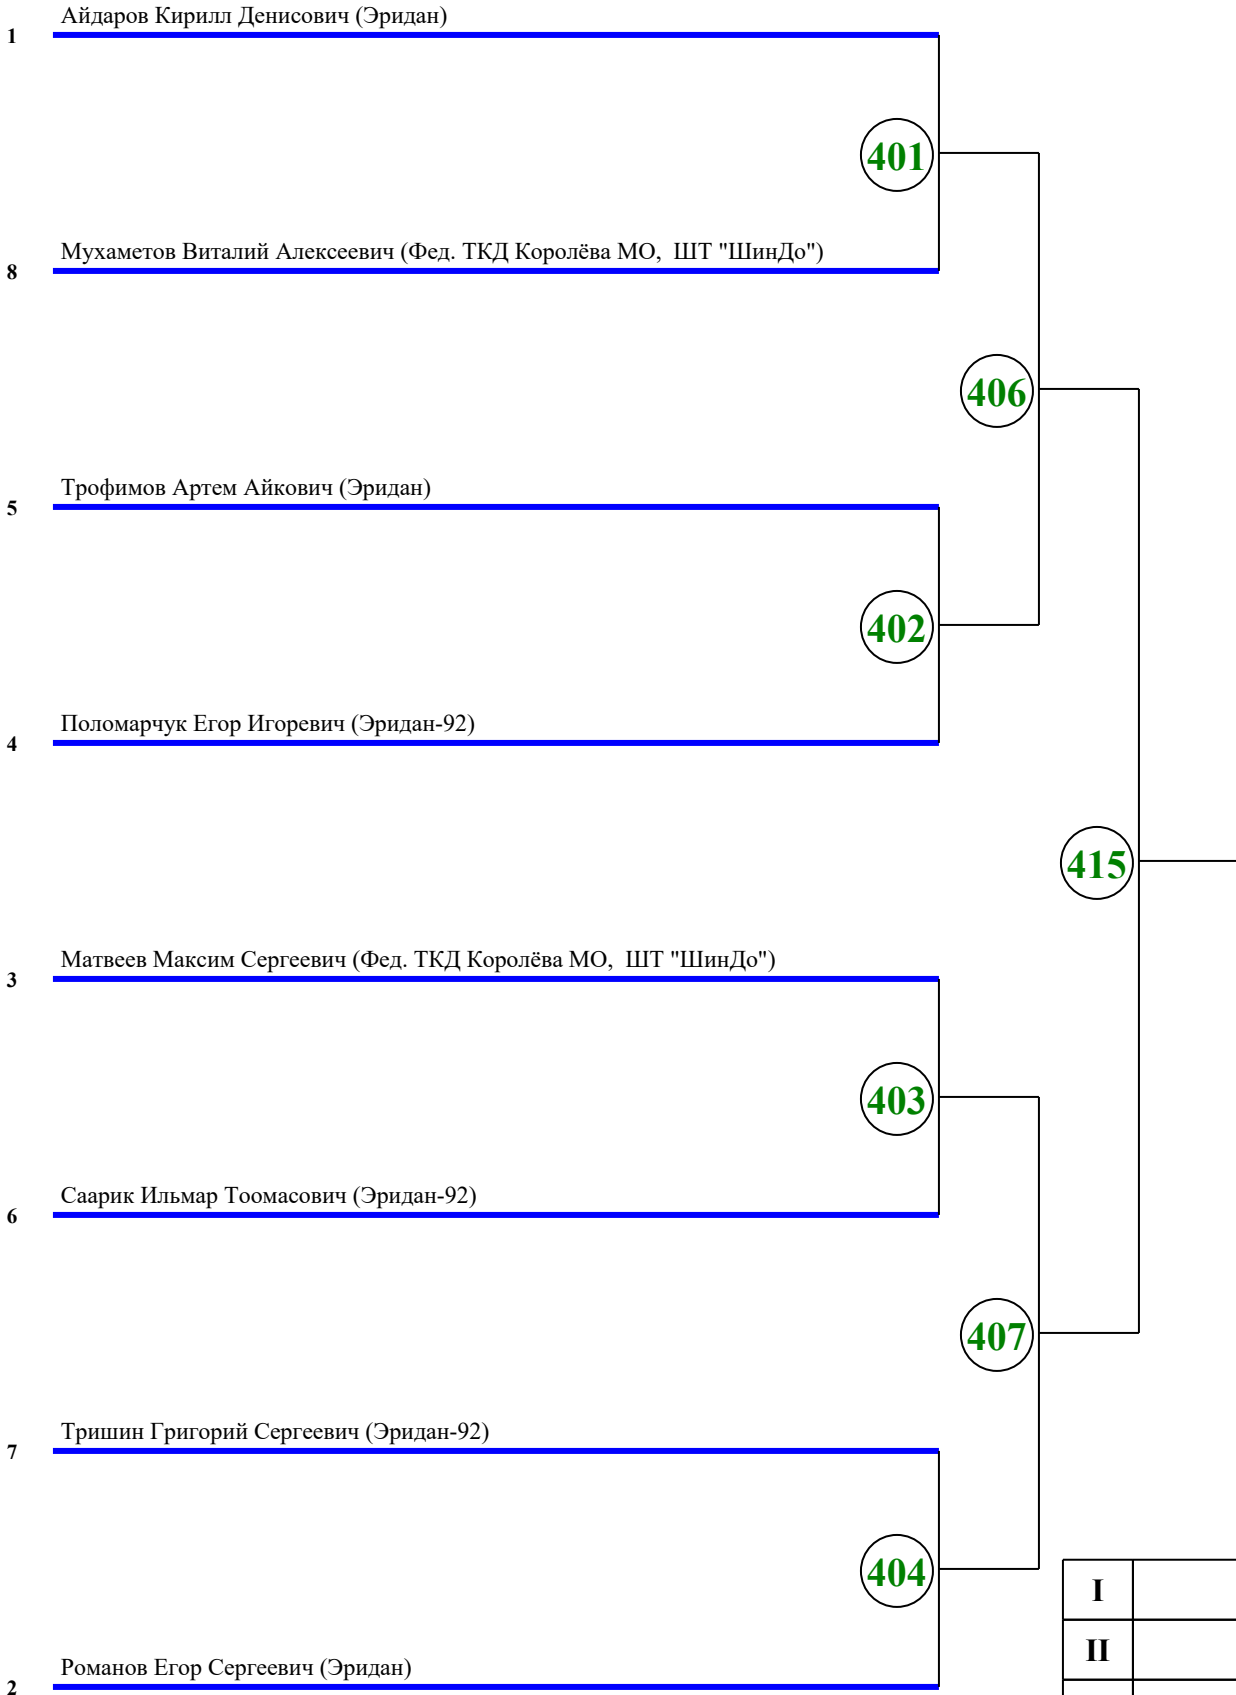 Айдаров Кирилл Денисович (Эридан)
1
401
Мухаметов Виталий Алексеевич (Фед. ТКД Королёва МО, ШТ "ШинДо")
8
406
Трофимов Артем Айкович (Эридан)
5
402
Поломарчук Егор Игоревич (Эридан-92)
4
415
Матвеев Максим Сергеевич (Фед. ТКД Королёва МО, ШТ "ШинДо")
3
403
Саарик Ильмар Тоомасович (Эридан-92)
6
407
Тришин Григорий Сергеевич (Эридан-92)
7
404
I
II
Романов Егор Сергеевич (Эридан)
2